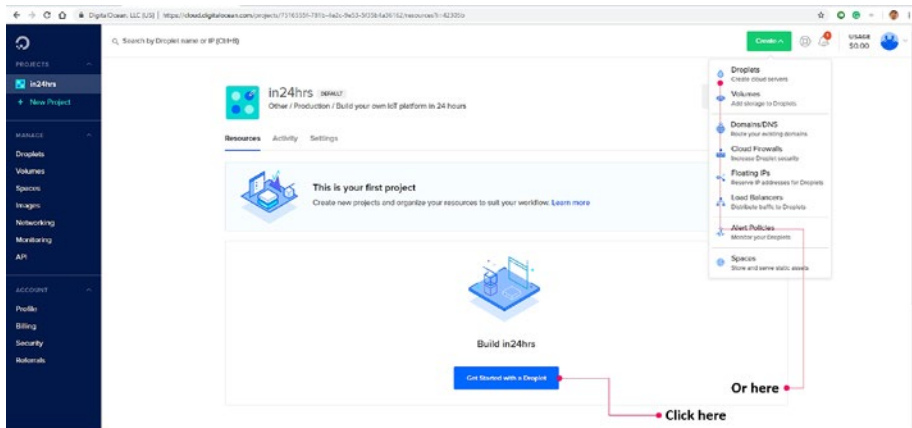 DigitalOcean, LLC [US]
Search by Droplet name or IP (Ctrl+B)
Create
USAGE
$0.00
PROJECTS
in24hrs
+ New Project
MANAGE
Droplets
Volumes
Spaces
Images
Networking
Monitoring
API
ACCOUNT
Profile
Billing
Security
Referrals
in24hrs DEFAULT
Other / Production / Build your own IoT platform in 24 hours
Resources Activity Settings
This is your first project
Create new projects and organize your resources to suit your workflow. Learn more
Build in24hrs
Get Started with a Droplet
Droplets
Create cloud servers
Volumes
Add storage to Droplets
Domains/DNS
Route your existing domains
Cloud Firewalls
Increase Droplet security
Floating IPs
Reserve IP addresses for Droplets
Load Balancers
Distribute traffic to Droplets
Alert Policies
Monitor your Droplets
Spaces
Store and serve static assets
Or here
Click here